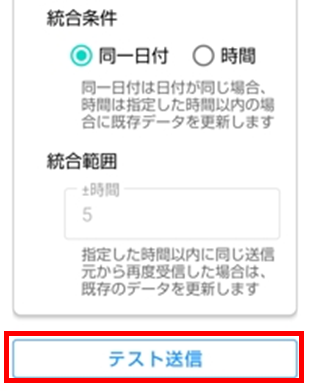 統合条件
同一日付 時間
同一日付は日付が同じ場合、
時間は指定した時間以内の場
合に既存データを更新します
統合範囲
±時間
5
指定した時間以内に同じ送信
元から再度受信した場合は、
既存のデータを更新します
テスト送信